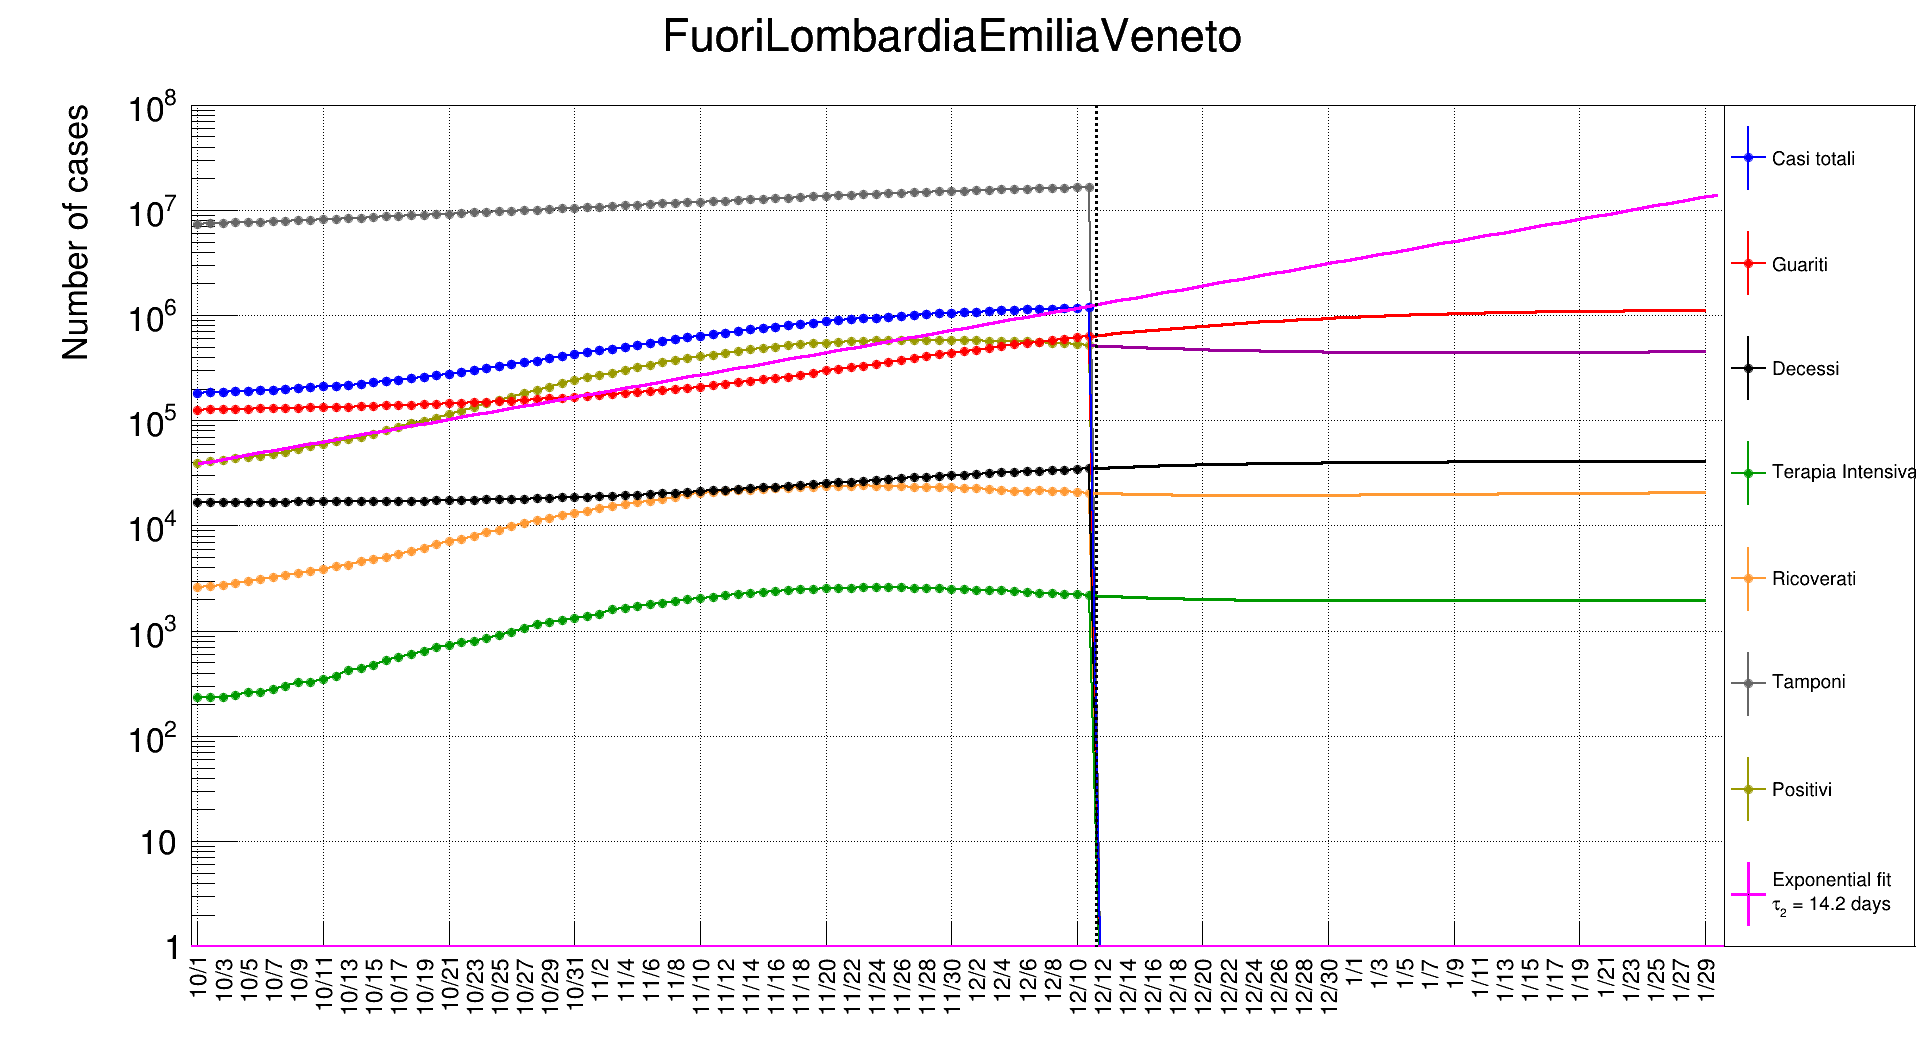 FuoriLombardiaEmiliaVeneto
Number of cases
10^8
10^7
10^6
10^5
10^4
10^3
10^2
10
1
10/1 10/3 10/5 10/7 10/9 10/11 10/13 10/15 10/17 10/19 10/21 10/23 10/25 10/27 10/29 10/31 11/2 11/4 11/6 11/8 11/10 11/12 11/14 11/16 11/18 11/20 11/22 11/24 11/26 11/28 11/30 12/2 12/4 12/6 12/8 12/10 12/12 12/14 12/16 12/18 12/20 12/22 12/24 12/26 12/28 12/30 1/1 1/3 1/5 1/7 1/9 1/11 1/13 1/15 1/17 1/19 1/21 1/23 1/25 1/27 1/29
Casi totali
Guariti
Decessi
Terapia Intensiva
Ricoverati
Tamponi
Positivi
Exponential fit
τ₂ = 14.2 days